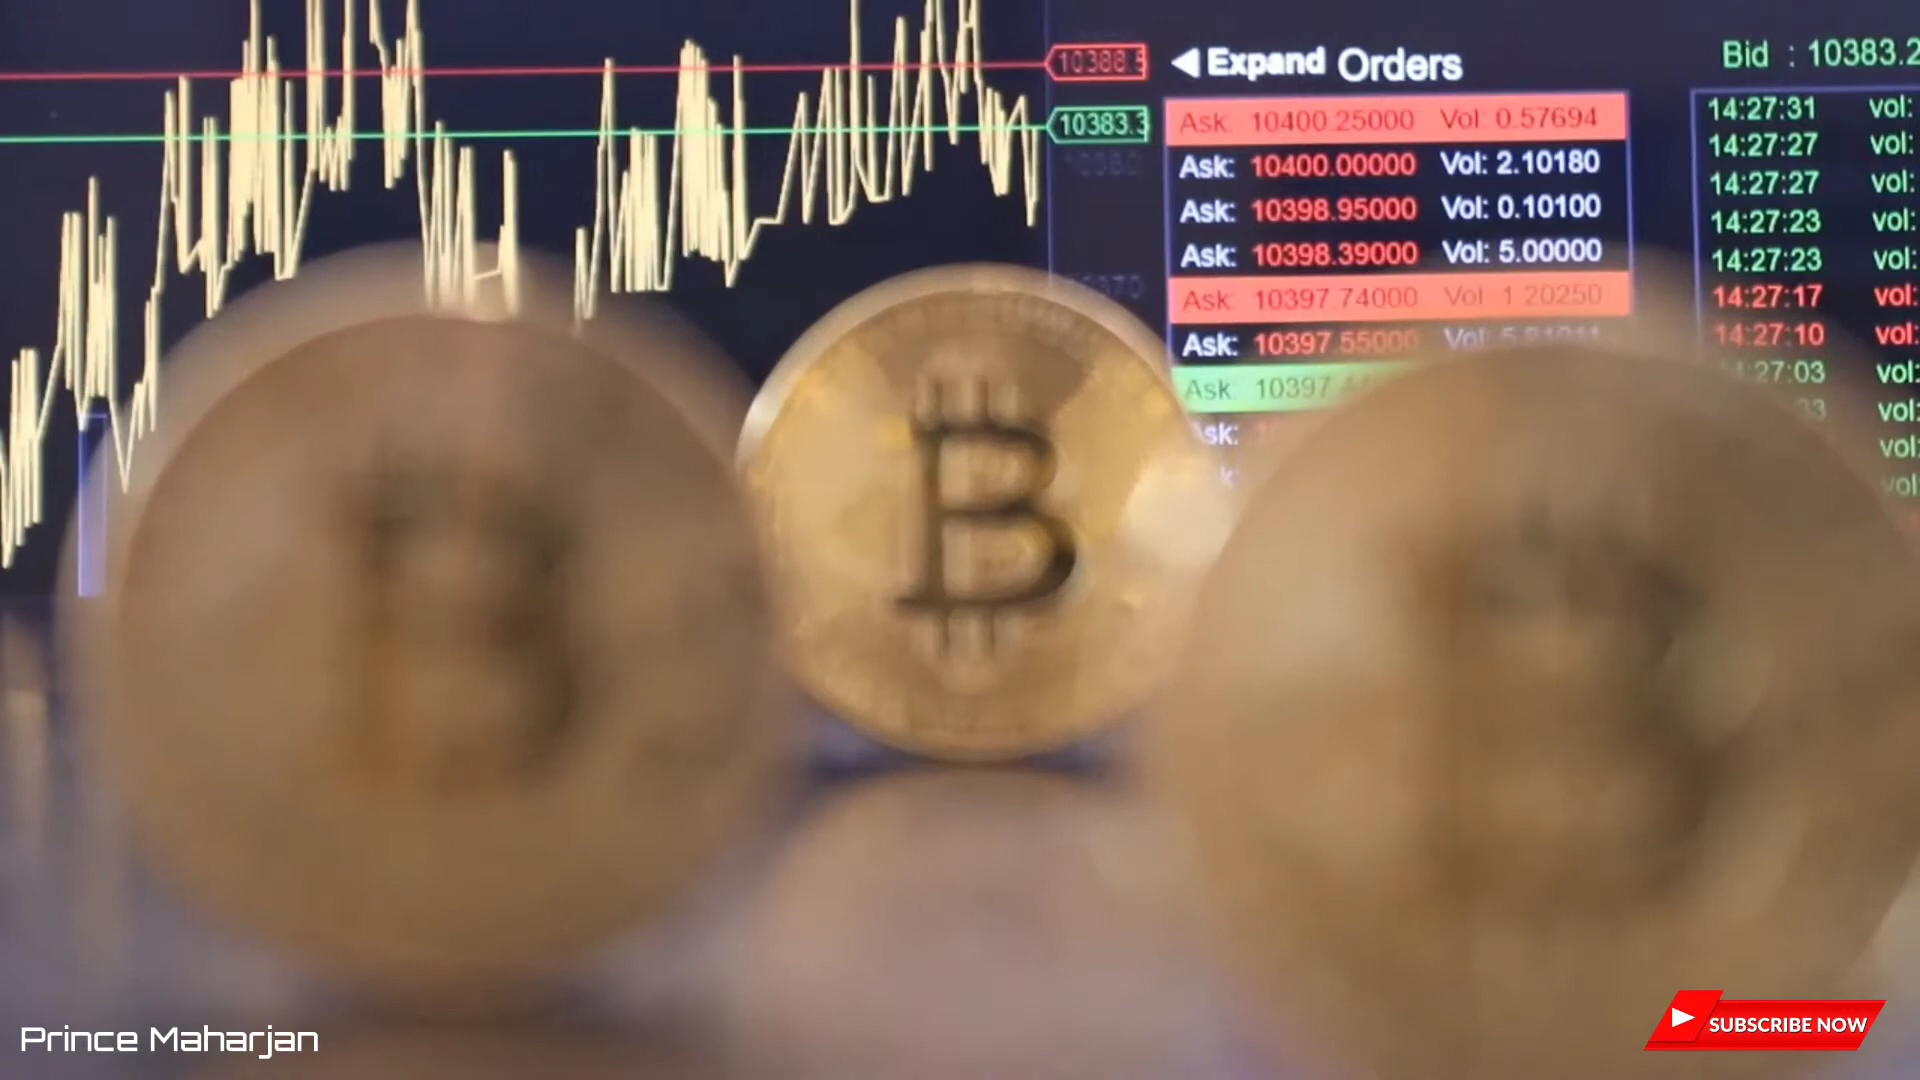 10388.5
10383.3
Expand Orders
Bid : 10383.2
Ask: 10400.25000 Vol: 0.57694
Ask: 10400.00000 Vol: 2.10180
Ask: 10398.95000 Vol: 0.10100
Ask: 10398.39000 Vol: 5.00000
Ask: 10397.74000 Vol: 1.20250
Ask: 10397.55000 Vol:
Ask: 10397
14:27:31 vol:
14:27:27 vol:
14:27:27 vol:
14:27:23 vol:
14:27:23 vol:
14:27:17 vol:
14:27:10 vol:
27:03 vol:
vol:
vol:
Prince Maharjan
SUBSCRIBE NOW